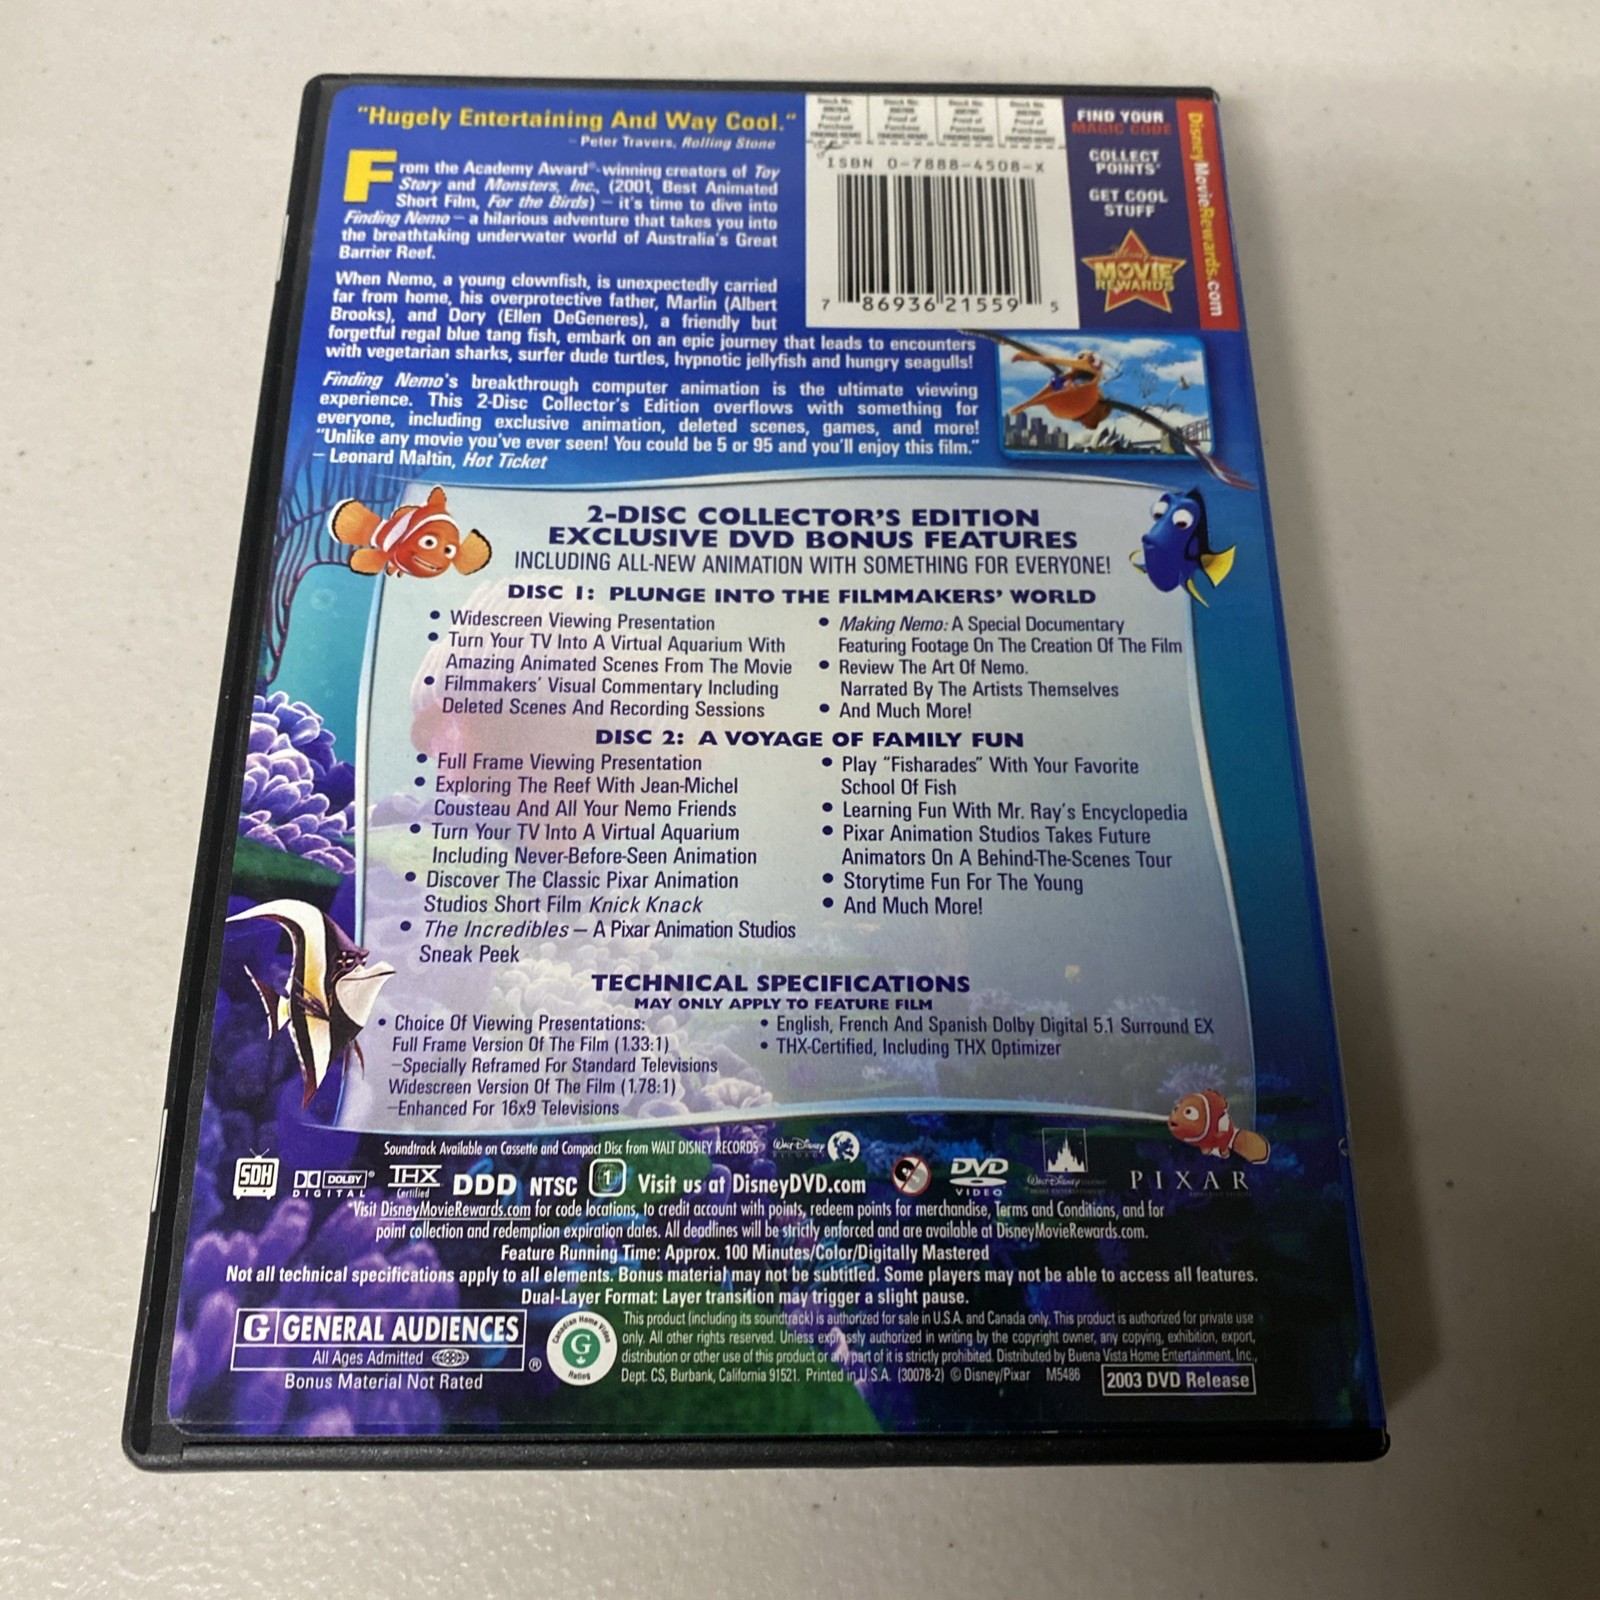 "Hugely Entertaining And Way Cool."
– Peter Travers, Rolling Stone
From the Academy Award®-winning creators of Toy
Story and Monsters, Inc., (2001, Best Animated
Short Film, For the Birds) – it's time to dive into
Finding Nemo – a hilarious adventure that takes you into
the breathtaking underwater world of Australia's Great
Barrier Reef.
When Nemo, a young clownfish, is unexpectedly carried
far from home, his overprotective father, Marlin (Albert
Brooks), and Dory (Ellen DeGeneres), a friendly but
forgetful regal blue tang fish, embark on an epic journey that leads to encounters
with vegetarian sharks, surfer dude turtles, hypnotic jellyfish and hungry seagulls!
Finding Nemo's breakthrough computer animation is the ultimate viewing
experience. This 2-Disc Collector's Edition overflows with something for
everyone, including exclusive animation, deleted scenes, games, and more!
"Unlike any movie you've ever seen! You could be 5 or 95 and you'll enjoy this film."
– Leonard Maltin, Hot Ticket
Proof of
Purchase
Proof of
Purchase
Proof of
Purchase
Proof of
Purchase
ISBN 0-7888-4508-X
7 86936 21559 5
FIND YOUR
MAGIC CODE
COLLECT
POINTS*
GET COOL
STUFF
Disney
MOVIE
REWARDS
DisneyMovieRewards.com
2-DISC COLLECTOR'S EDITION
EXCLUSIVE DVD BONUS FEATURES
INCLUDING ALL-NEW ANIMATION WITH SOMETHING FOR EVERYONE!
DISC 1: PLUNGE INTO THE FILMMAKERS' WORLD
• Widescreen Viewing Presentation
• Turn Your TV Into A Virtual Aquarium With
Amazing Animated Scenes From The Movie
• Filmmakers' Visual Commentary Including
Deleted Scenes And Recording Sessions
• Making Nemo: A Special Documentary
Featuring Footage On The Creation Of The Film
• Review The Art Of Nemo.
Narrated By The Artists Themselves
• And Much More!
DISC 2: A VOYAGE OF FAMILY FUN
• Full Frame Viewing Presentation
• Exploring The Reef With Jean-Michel
Cousteau And All Your Nemo Friends
• Turn Your TV Into A Virtual Aquarium
Including Never-Before-Seen Animation
• Discover The Classic Pixar Animation
Studios Short Film Knick Knack
• The Incredibles – A Pixar Animation Studios
Sneak Peek
• Play "Fisharades" With Your Favorite
School Of Fish
• Learning Fun With Mr. Ray's Encyclopedia
• Pixar Animation Studios Takes Future
Animators On A Behind-The-Scenes Tour
• Storytime Fun For The Young
• And Much More!
TECHNICAL SPECIFICATIONS
MAY ONLY APPLY TO FEATURE FILM
• Choice Of Viewing Presentations:
Full Frame Version Of The Film (1.33:1)
–Specially Reframed For Standard Televisions
Widescreen Version Of The Film (1.78:1)
–Enhanced For 16x9 Televisions
• English, French And Spanish Dolby Digital 5.1 Surround EX
• THX-Certified, Including THX Optimizer
Soundtrack Available on Cassette and Compact Disc from WALT DISNEY RECORDS Walt Disney RECORDS
SDH DOLBY DIGITAL THX Certified DDD NTSC 1 Visit us at DisneyDVD.com S DVD VIDEO Walt Disney HOME ENTERTAINMENT PIXAR
*Visit DisneyMovieRewards.com for code locations, to credit account with points, redeem points for merchandise, Terms and Conditions, and for
point collection and redemption expiration dates. All deadlines will be strictly enforced and are available at DisneyMovieRewards.com.
Feature Running Time: Approx. 100 Minutes/Color/Digitally Mastered
Not all technical specifications apply to all elements. Bonus material may not be subtitled. Some players may not be able to access all features.
Dual-Layer Format: Layer transition may trigger a slight pause.
G GENERAL AUDIENCES
All Ages Admitted ®
Bonus Material Not Rated
Canadian Home Video
G
Rating
This product (including its soundtrack) is authorized for sale in U.S.A. and Canada only. This product is authorized for private use
only. All other rights reserved. Unless expressly authorized in writing by the copyright owner, any copying, exhibition, export,
distribution or other use of this product or any part of it is strictly prohibited. Distributed by Buena Vista Home Entertainment, Inc.,
Dept. CS, Burbank, California 91521. Printed in U.S.A. (30078-2) © Disney/Pixar M5486
2003 DVD Release